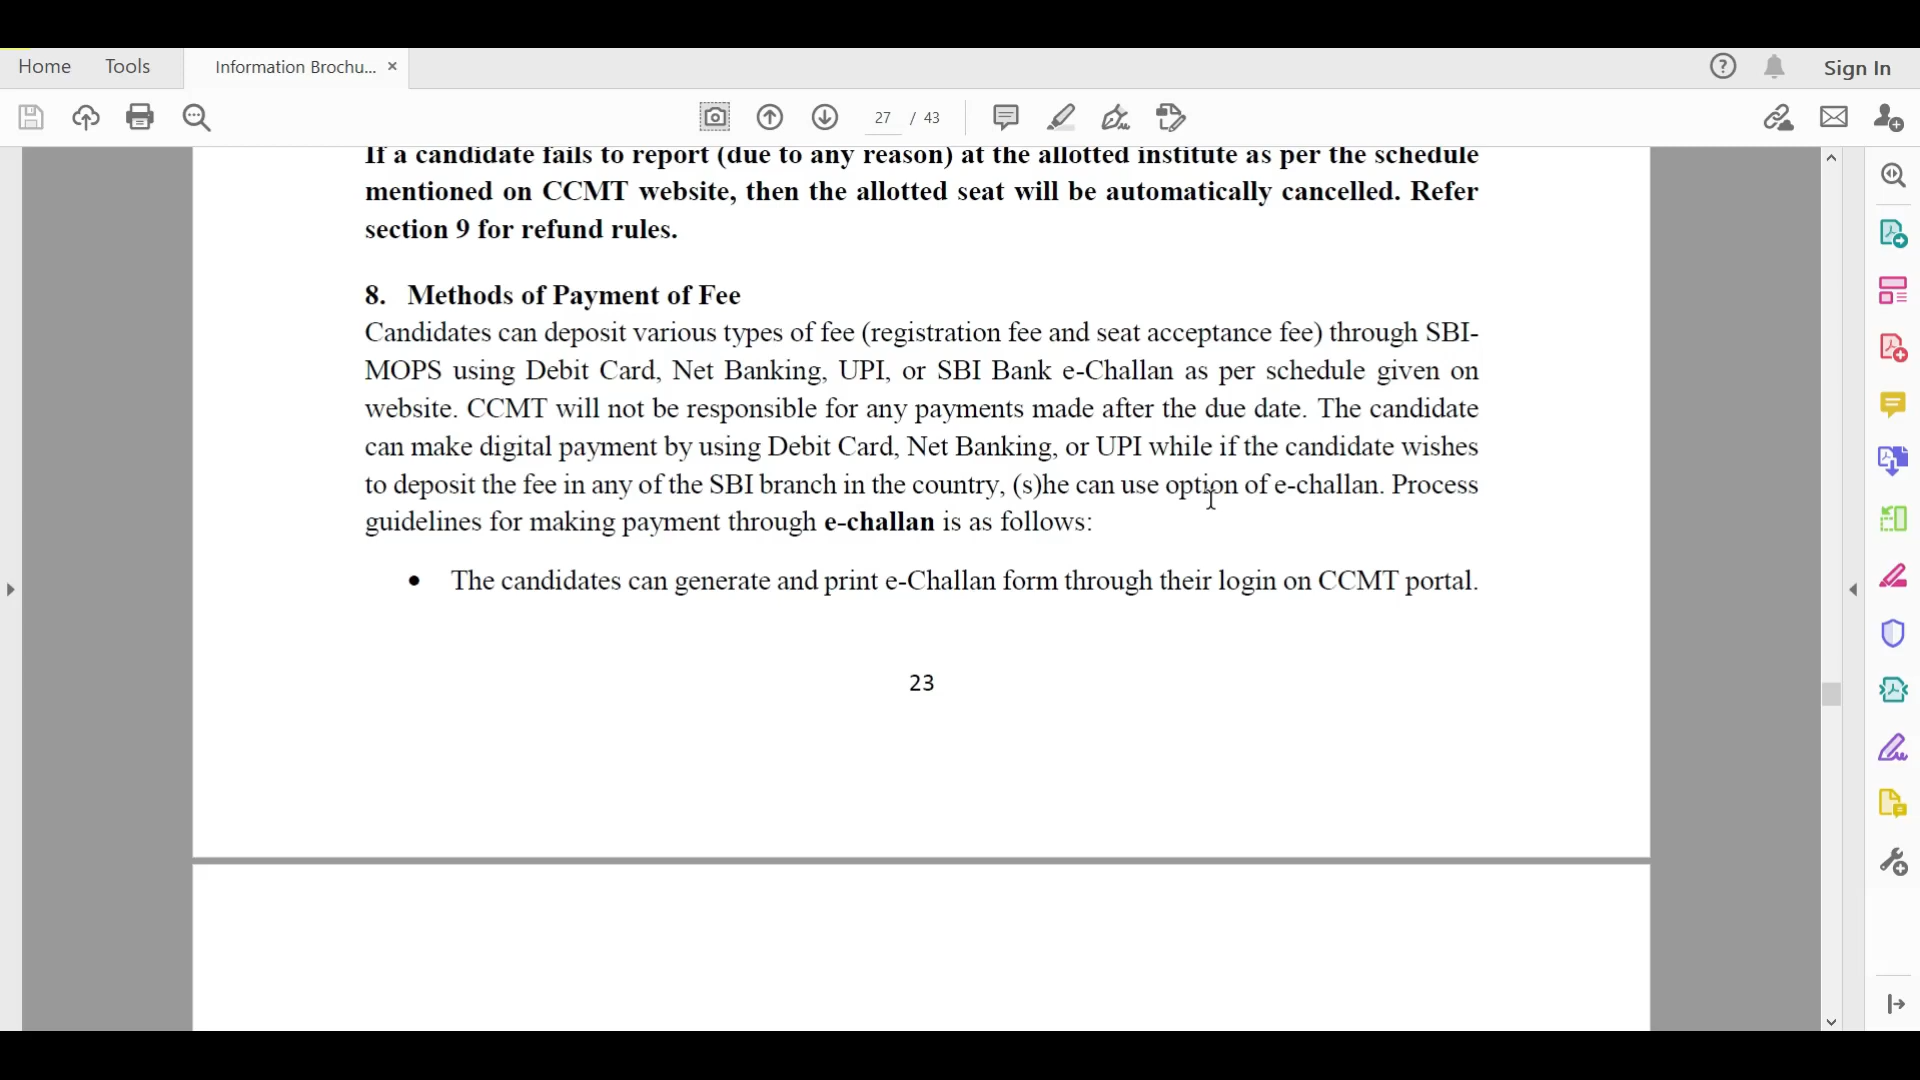 Home Tools Information Brochu... × Sign In
27 / 43
If a candidate fails to report (due to any reason) at the allotted institute as per the schedule
mentioned on CCMT website, then the allotted seat will be automatically cancelled. Refer
section 9 for refund rules.
8. Methods of Payment of Fee
Candidates can deposit various types of fee (registration fee and seat acceptance fee) through SBI-
MOPS using Debit Card, Net Banking, UPI, or SBI Bank e-Challan as per schedule given on
website. CCMT will not be responsible for any payments made after the due date. The candidate
can make digital payment by using Debit Card, Net Banking, or UPI while if the candidate wishes
to deposit the fee in any of the SBI branch in the country, (s)he can use option of e-challan. Process
guidelines for making payment through e-challan is as follows:
• The candidates can generate and print e-Challan form through their login on CCMT portal.
23